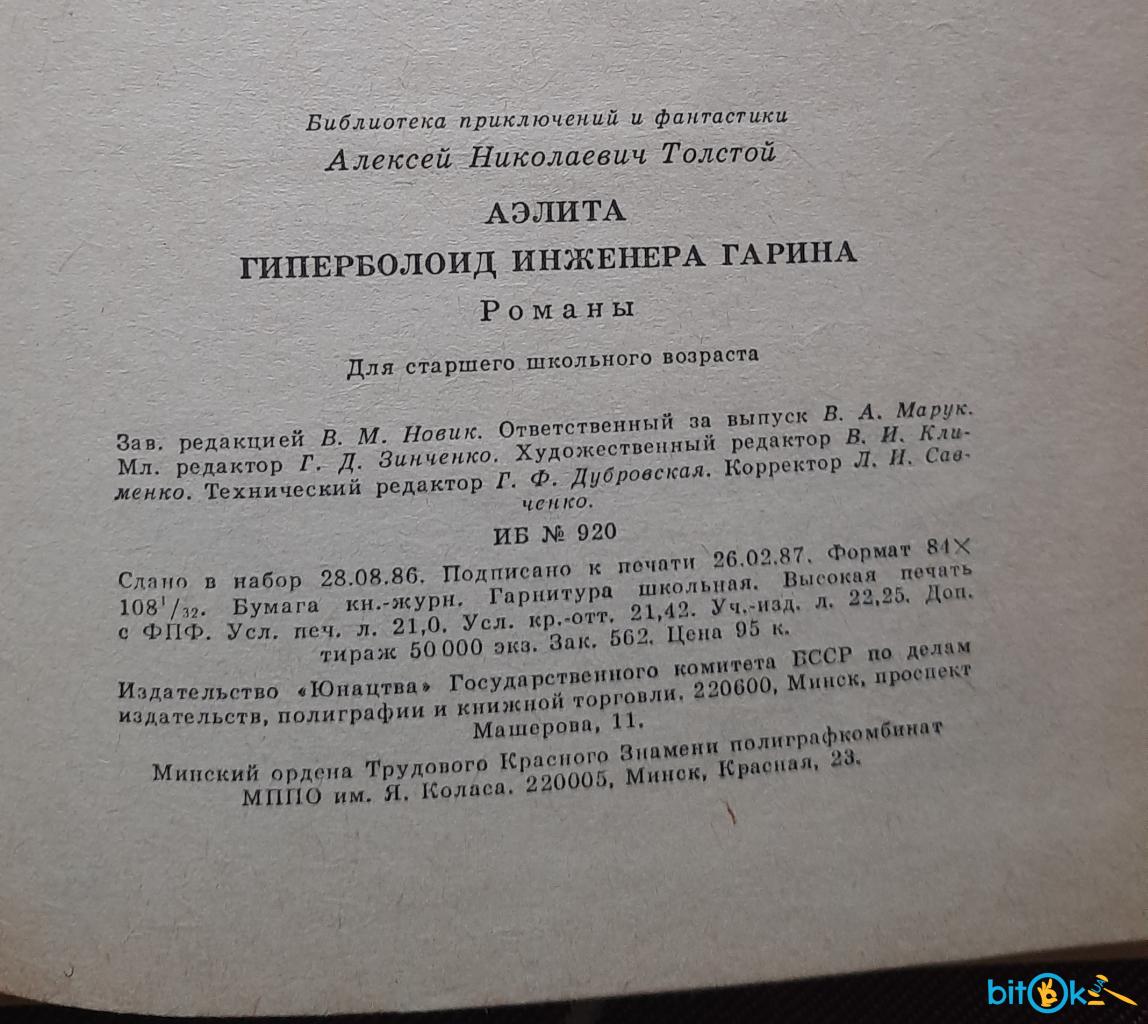 Библиотека приключений и фантастики
Алексей Николаевич Толстой
АЭЛИТА
ГИПЕРБОЛОИД ИНЖЕНЕРА ГАРИНА
Романы
Для старшего школьного возраста
Зав. редакцией В. М. Новик. Ответственный за выпуск В. А. Марук.
Мл. редактор Г. Д. Зинченко. Художественный редактор В. И. Кли-
менко. Технический редактор Г. Ф. Дубровская. Корректор Л. И. Сав-
ченко.
ИБ № 920
Сдано в набор 28.08.86. Подписано к печати 26.02.87. Формат 84×
108¹/₃₂. Бумага кн.-журн. Гарнитура школьная. Высокая печать
с ФПФ. Усл. печ. л. 21,0. Усл. кр.-отт. 21,42. Уч.-изд. л. 22,25. Доп.
тираж 50 000 экз. Зак. 562. Цена 95 к.
Издательство «Юнацтва» Государственного комитета БССР по делам
издательств, полиграфии и книжной торговли. 220600, Минск, проспект
Машерова, 11.
Минский ордена Трудового Красного Знамени полиграфкомбинат
МППО им. Я. Коласа. 220005, Минск, Красная, 23.
bitok UA